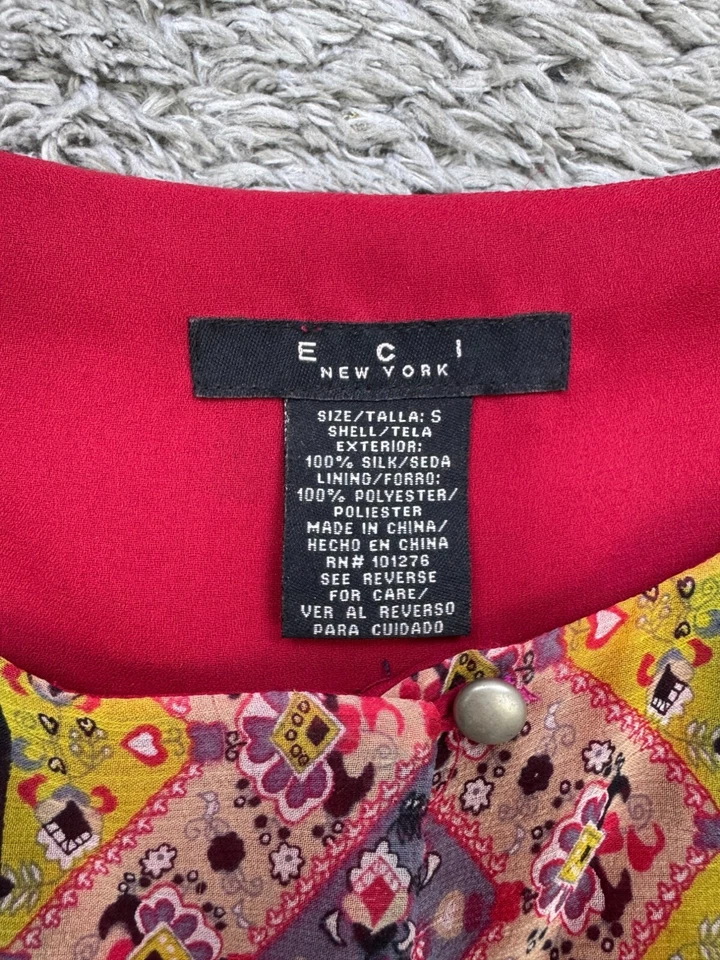 E C I
NEW YORK
SIZE/TALLA: S
SHELL/TELA
EXTERIOR:
100% SILK/SEDA
LINING/FORRO:
100% POLYESTER/
POLIESTER
MADE IN CHINA/
HECHO EN CHINA
RN# 101276
SEE REVERSE
FOR CARE/
VER AL REVERSO
PARA CUIDADO